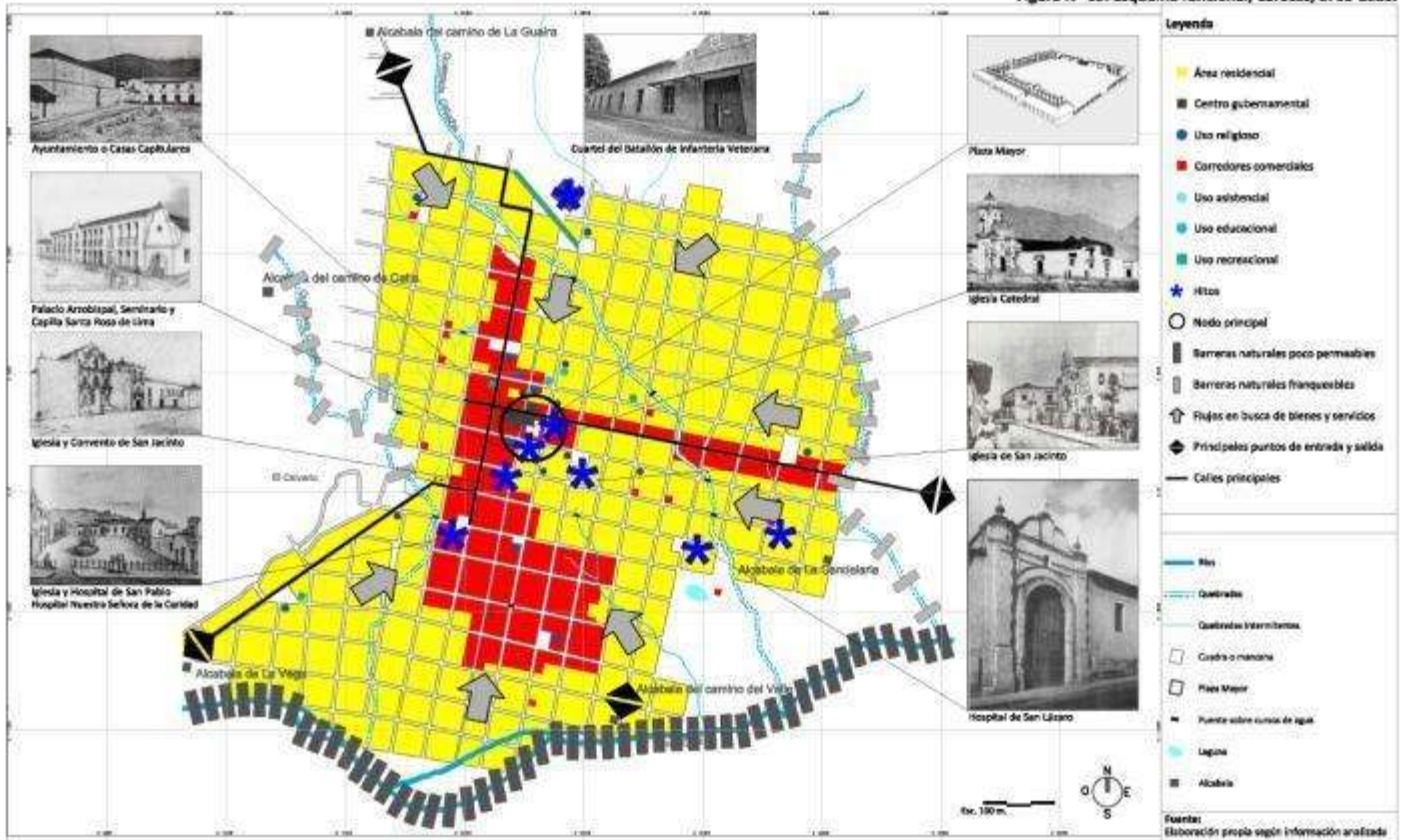 Ayuntamiento o Casas Capitulares
Palacio Arzobispal, Seminario y
Capilla Santa Rosa de Lima
Iglesia y Convento de San Jacinto
Iglesia y Hospital de San Pablo
Hospital Nuestra Señora de la Caridad
Alcabala del camino de La Guaira
Cuartel del Batallón de Infantería Veterana
Alcabala del camino de Catia
El Calvario
Alcabala de La Vega
Alcabala del camino del Valle
Alcabala de La Candelaria
Plaza Mayor
Iglesia Catedral
Iglesia de San Jacinto
Hospital de San Lázaro
Esc. 100 m.
N
O
E
S
Leyenda
Área residencial
Centro gubernamental
Uso religioso
Corredores comerciales
Uso asistencial
Uso educacional
Uso recreacional
Hitos
Nodo principal
Barreras naturales poco permeables
Barreras naturales franqueables
Flujos en busca de bienes y servicios
Principales puntos de entrada y salida
Calles principales
Ríos
Quebradas
Quebradas intermitentes
Cuadra o manzana
Plaza Mayor
Puente sobre cursos de agua
Laguna
Alcabala
Fuente:
Elaboración propia según información analizada